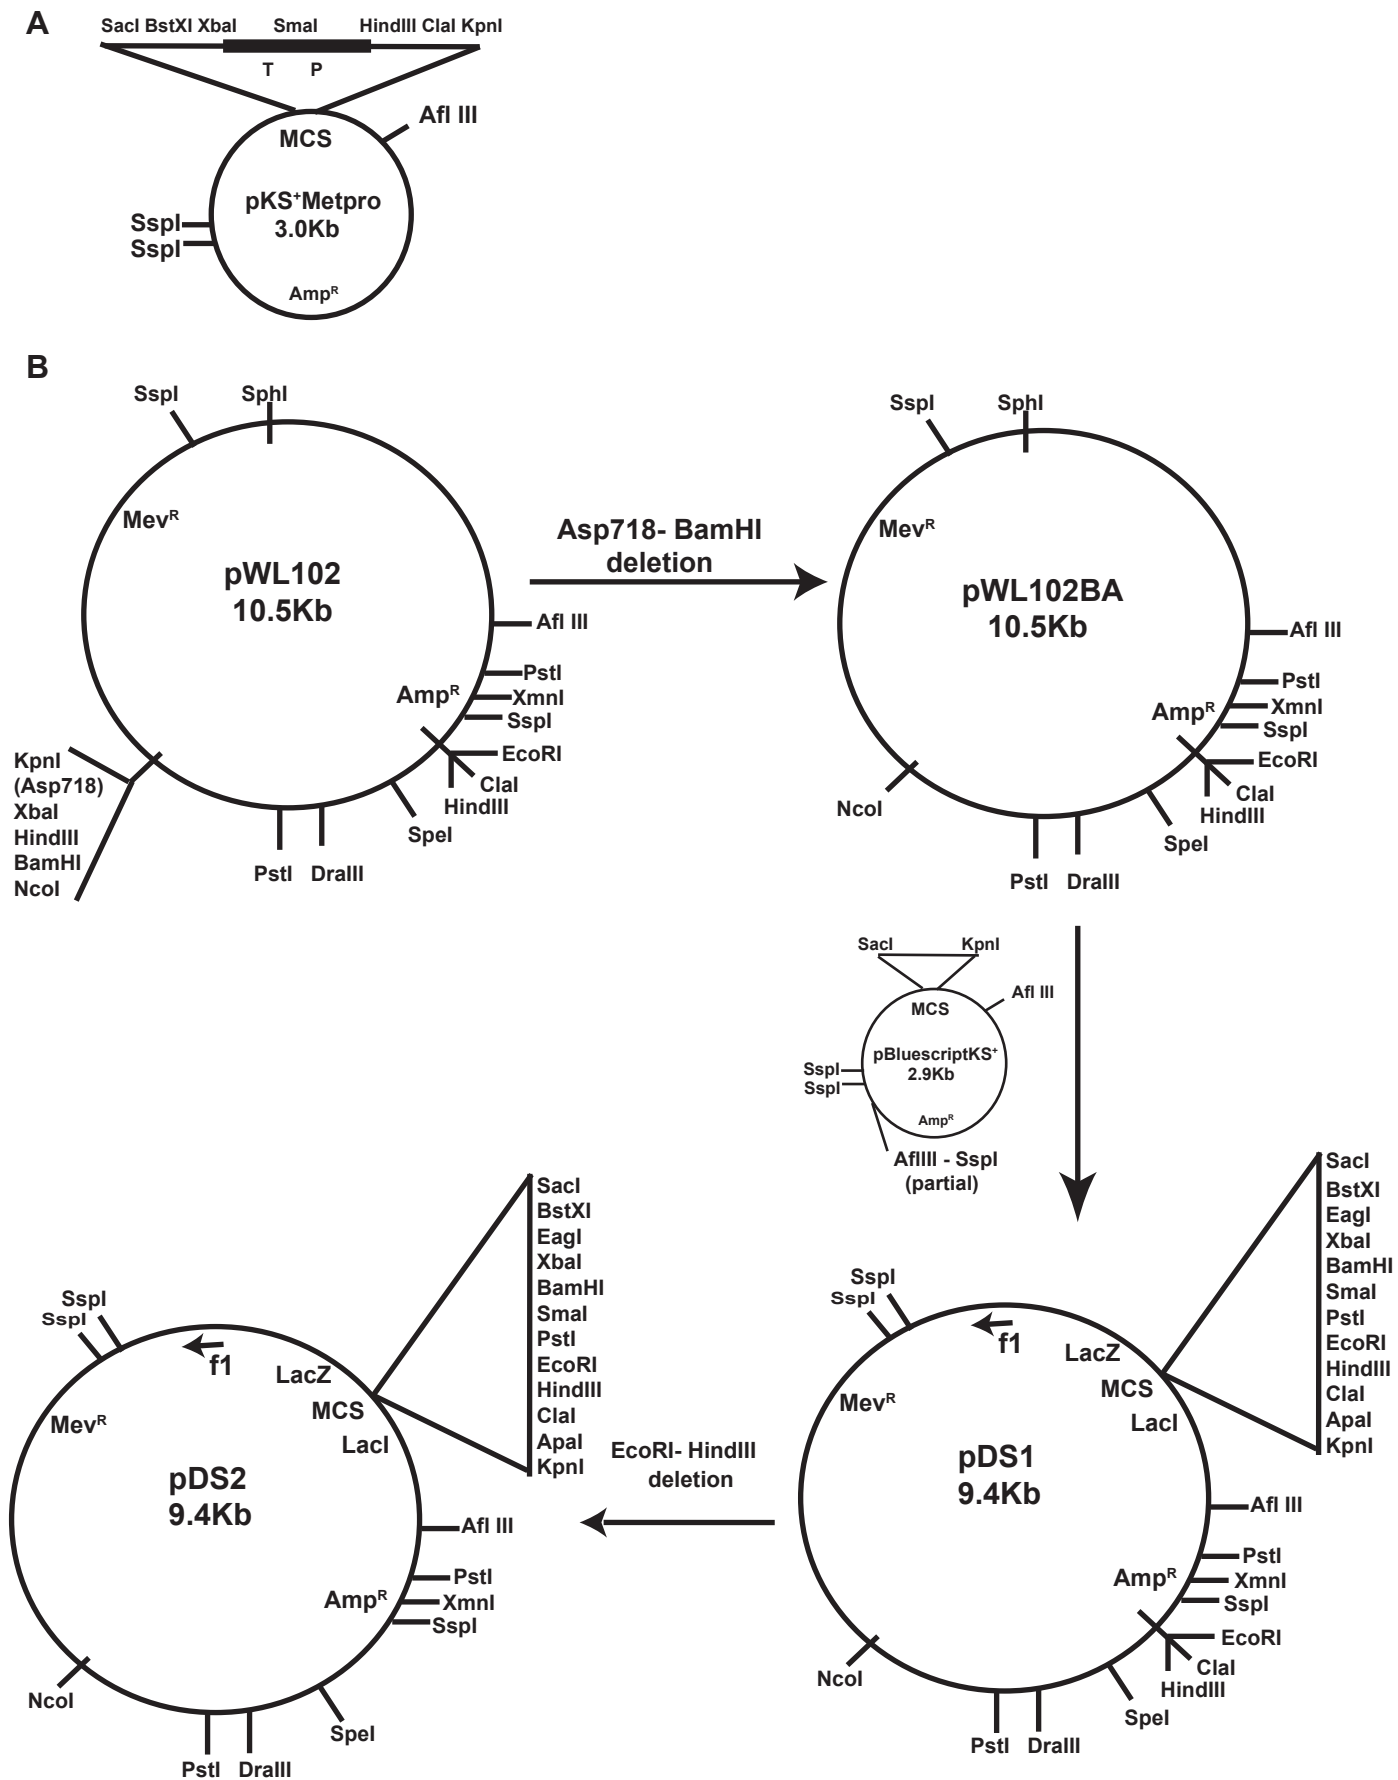 A
SacI BstXI XbaI SmaI HindIII ClaI KpnI
T P
Afl III
MCS
pKS+Metpro
3.0Kb
SspI
SspI
AmpR
B
SspI
SphI
MevR
pWL102
10.5Kb
Afl III
PstI
AmpR
XmnI
SspI
EcoRI
ClaI
HindIII
SpeI
DraIII
PstI
KpnI
(Asp718)
XbaI
HindIII
BamHI
NcoI
Asp718- BamHI
deletion
SspI
SphI
MevR
pWL102BA
10.5Kb
Afl III
PstI
AmpR
XmnI
SspI
EcoRI
ClaI
HindIII
SpeI
DraIII
PstI
NcoI
SacI
KpnI
Afl III
MCS
pBluescriptKS+
2.9Kb
SspI
SspI
AmpR
AflIII - SspI
(partial)
SacI
BstXI
EagI
XbaI
BamHI
SmaI
PstI
EcoRI
HindIII
ClaI
ApaI
KpnI
SspI
SspI
f1
LacZ
MCS
LacI
MevR
pDS1
9.4Kb
Afl III
PstI
AmpR
XmnI
SspI
EcoRI
ClaI
HindIII
SpeI
DraIII
PstI
NcoI
EcoRI- HindIII
deletion
SacI
BstXI
EagI
XbaI
BamHI
SmaI
PstI
EcoRI
HindIII
ClaI
ApaI
KpnI
SspI
SspI
f1
LacZ
MCS
LacI
MevR
pDS2
9.4Kb
Afl III
PstI
AmpR
XmnI
SspI
SpeI
DraIII
PstI
NcoI